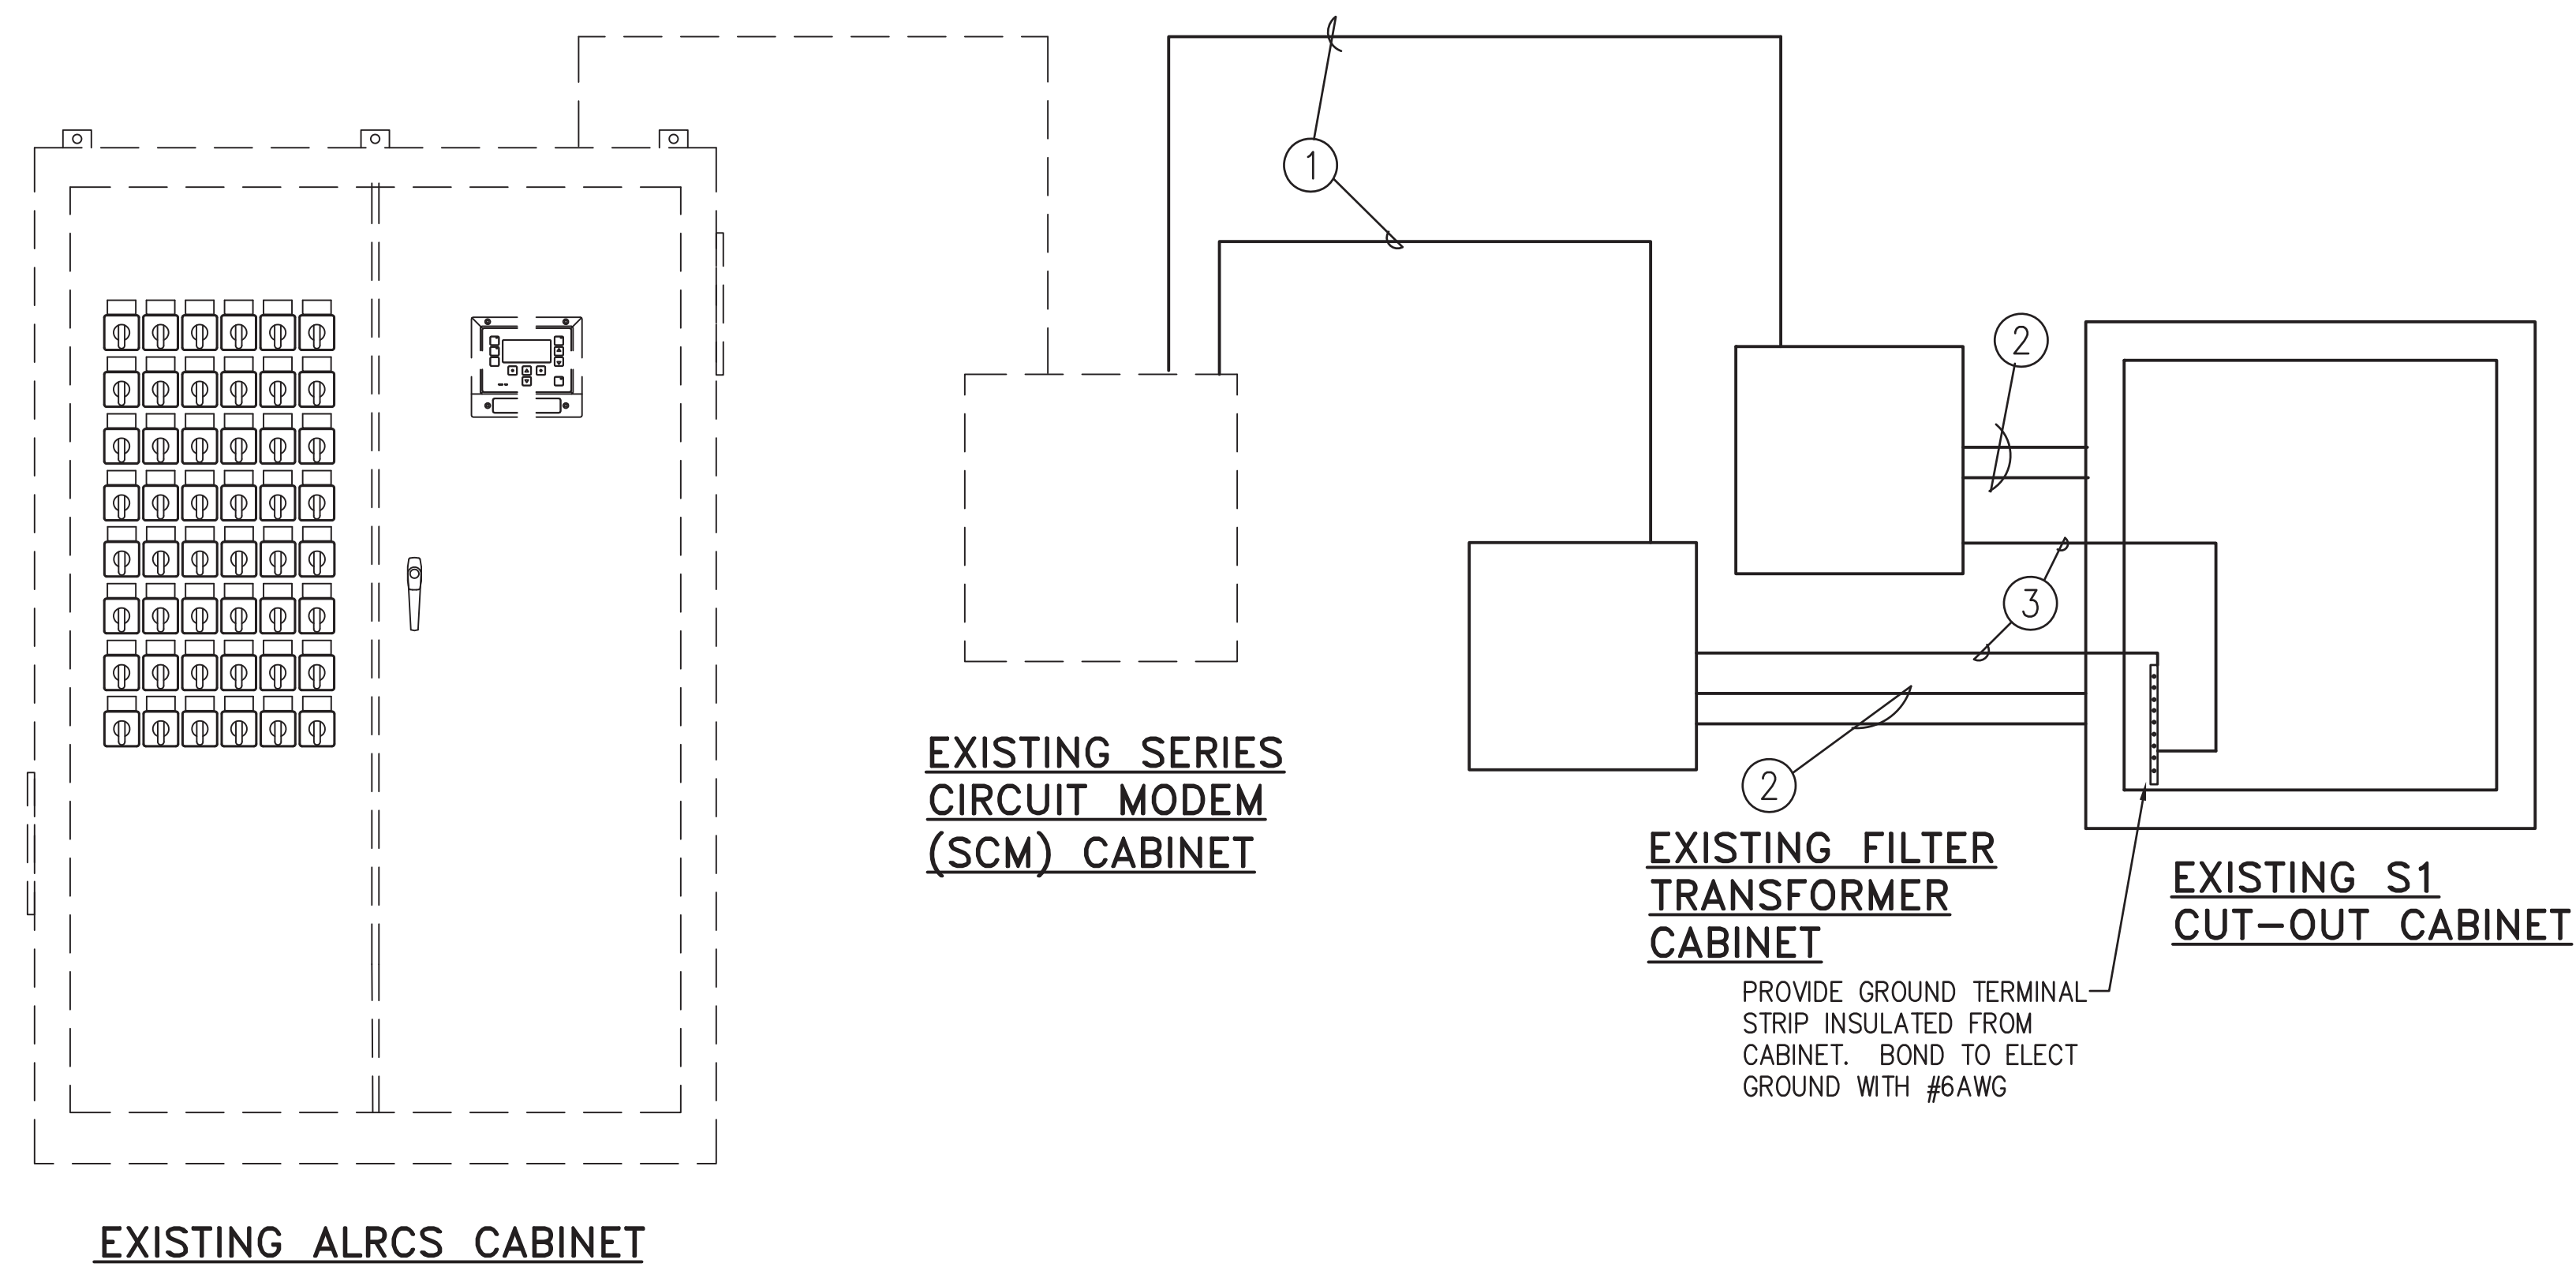 1
2
3
2
EXISTING SERIES
CIRCUIT MODEM
(SCM) CABINET
EXISTING FILTER
TRANSFORMER
CABINET
EXISTING S1
CUT-OUT CABINET
PROVIDE GROUND TERMINAL
STRIP INSULATED FROM
CABINET. BOND TO ELECT
GROUND WITH #6AWG
EXISTING ALRCS CABINET